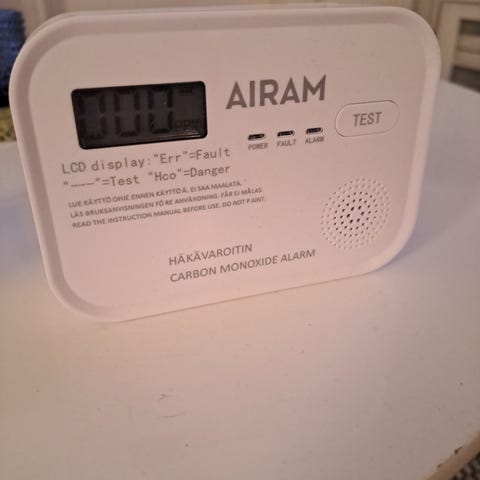 000
PPM
AIRAM
TEST
POWER FAULT ALARM
LCD display:"Err"=Fault
"---"=Test "Hco"=Danger
LUE KÄYTTÖ OHJE ENNEN KÄYTTÖ Ä. EI SAA MAALATA.
LÄS BRUKSANVISNINGEN FÖ RE ANVÄNDNING. FÅR EJ MÅLAS
READ THE INSTRUCTION MANUAL BEFORE USE. DO NOT PAINT.
HÄKÄVAROITIN
CARBON MONOXIDE ALARM